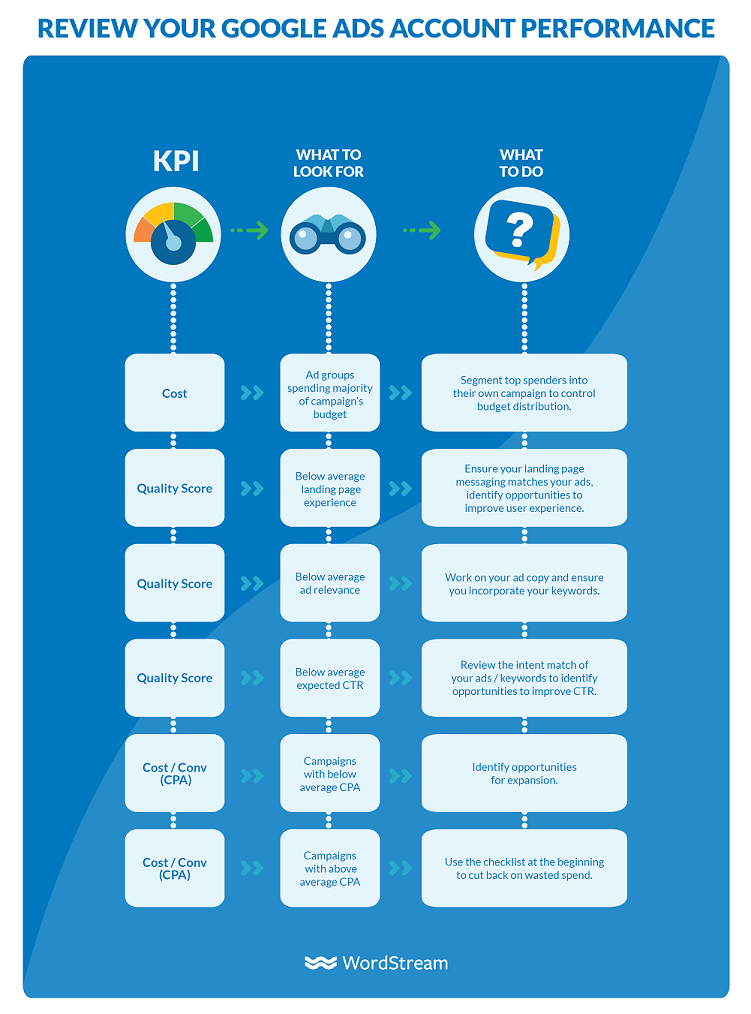 REVIEW YOUR GOOGLE ADS ACCOUNT PERFORMANCE
KPI
WHAT TO
LOOK FOR
WHAT
TO DO
?
Cost
Ad groups
spending majority
of campaign's
budget
Segment top spenders into
their own campaign to control
budget distribution.
Quality Score
Below average
landing page
experience
Ensure your landing page
messaging matches your ads,
identify opportunities to
improve user experience.
Quality Score
Below average
ad relevance
Work on your ad copy and ensure
you incorporate your keywords.
Quality Score
Below average
expected CTR
Review the intent match of
your ads / keywords to identify
opportunities to improve CTR.
Cost / Conv
(CPA)
Campaigns
with below
average CPA
Identify opportunities
for expansion.
Cost / Conv
(CPA)
Campaigns
with above
average CPA
Use the checklist at the beginning
to cut back on wasted spend.
WordStream